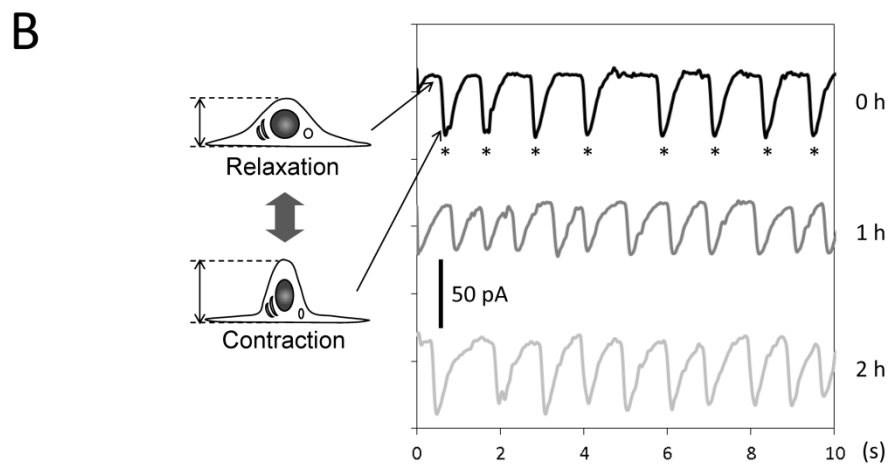 B
Relaxation
Contraction
0 h
* * * * * * * *
1 h
50 pA
2 h
0 2 4 6 8 10 (s)